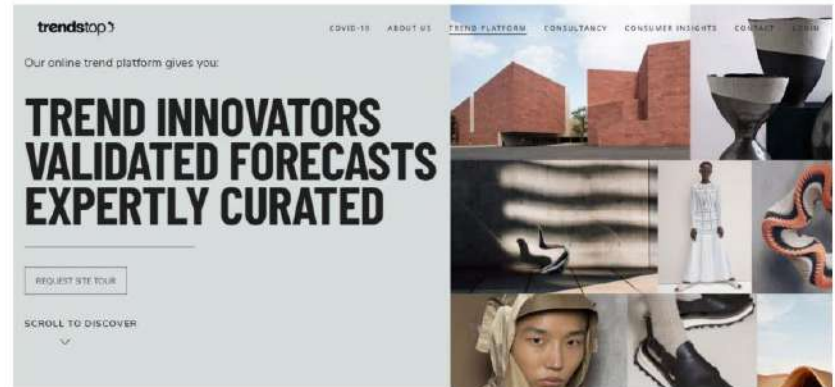 trendstop
COVID-19 ABOUT US TREND PLATFORM CONSULTANCY CONSUMER INSIGHTS CONTACT LOGIN
Our online trend platform gives you:
TREND INNOVATORS
VALIDATED FORECASTS
EXPERTLY CURATED
REQUEST SITE TOUR
SCROLL TO DISCOVER